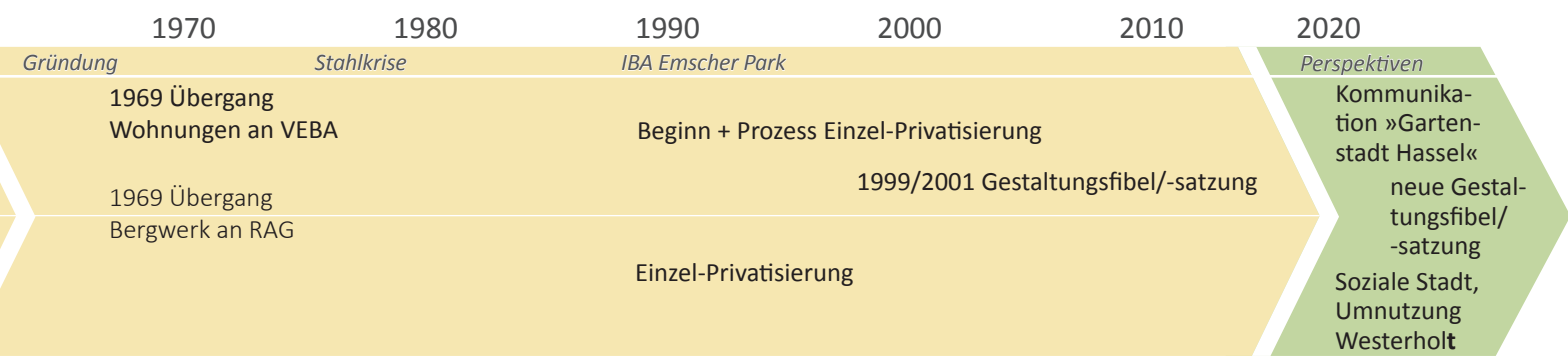 1970 1980 1990 2000 2010 2020
Gründung Stahlkrise IBA Emscher Park Perspektiven
1969 Übergang
Wohnungen an VEBA
Beginn + Prozess Einzel-Privatisierung
1999/2001 Gestaltungsfibel/-satzung
1969 Übergang
Bergwerk an RAG
Einzel-Privatisierung
Kommunika-
tion »Garten-
stadt Hassel«
neue Gestal-
tungsfibel/
-satzung
Soziale Stadt,
Umnutzung
Westerholt